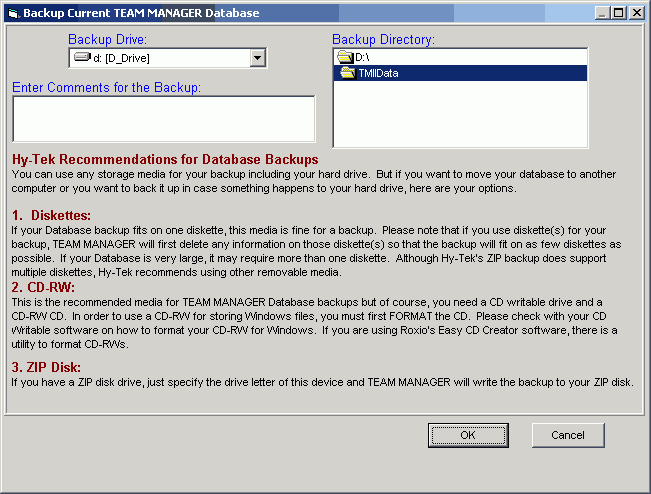 Backup Current TEAM MANAGER Database
Backup Drive:
d: [D_Drive]
Backup Directory:
D:\
TMIIData
Enter Comments for the Backup:
Hy-Tek Recommendations for Database Backups
You can use any storage media for your backup including your hard drive.  But if you want to move your database to another
computer or you want to back it up in case something happens to your hard drive, here are your options.
1.  Diskettes:
If your Database backup fits on one diskette, this media is fine for a backup.  Please note that if you use diskette(s) for your
backup, TEAM MANAGER will first delete any information on those diskette(s) so that the backup will fit on as few diskettes as
possible.  If your Database is very large, it may require more than one diskette.  Although Hy-Tek's ZIP backup does support
multiple diskettes, Hy-Tek recommends using other removable media.
2. CD-RW:
This is the recommended media for TEAM MANAGER Database backups but of course, you need a CD writable drive and a
CD-RW CD.  In order to use a CD-RW for storing Windows files, you must first FORMAT the CD.  Please check with your CD
Writable software on how to format your CD-RW for Windows.  If you are using Roxio's Easy CD Creator software, there is a
utility to format CD-RWs.
3. ZIP Disk:
If you have a ZIP disk drive, just specify the drive letter of this device and TEAM MANAGER will write the backup to your ZIP disk.
OK
Cancel